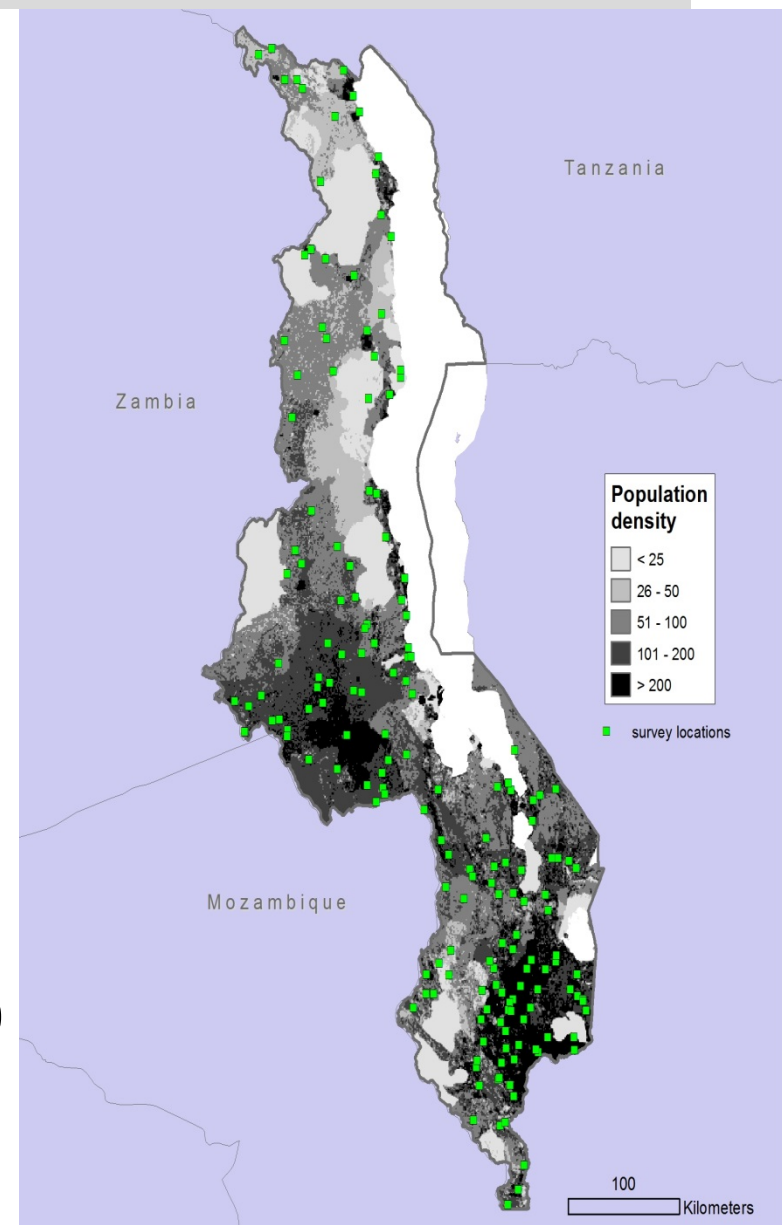 Tanzania
Zambia
Population
density
< 25
26 - 50
51 - 100
101 - 200
> 200
survey locations
Mozambique
)
100
Kilometers